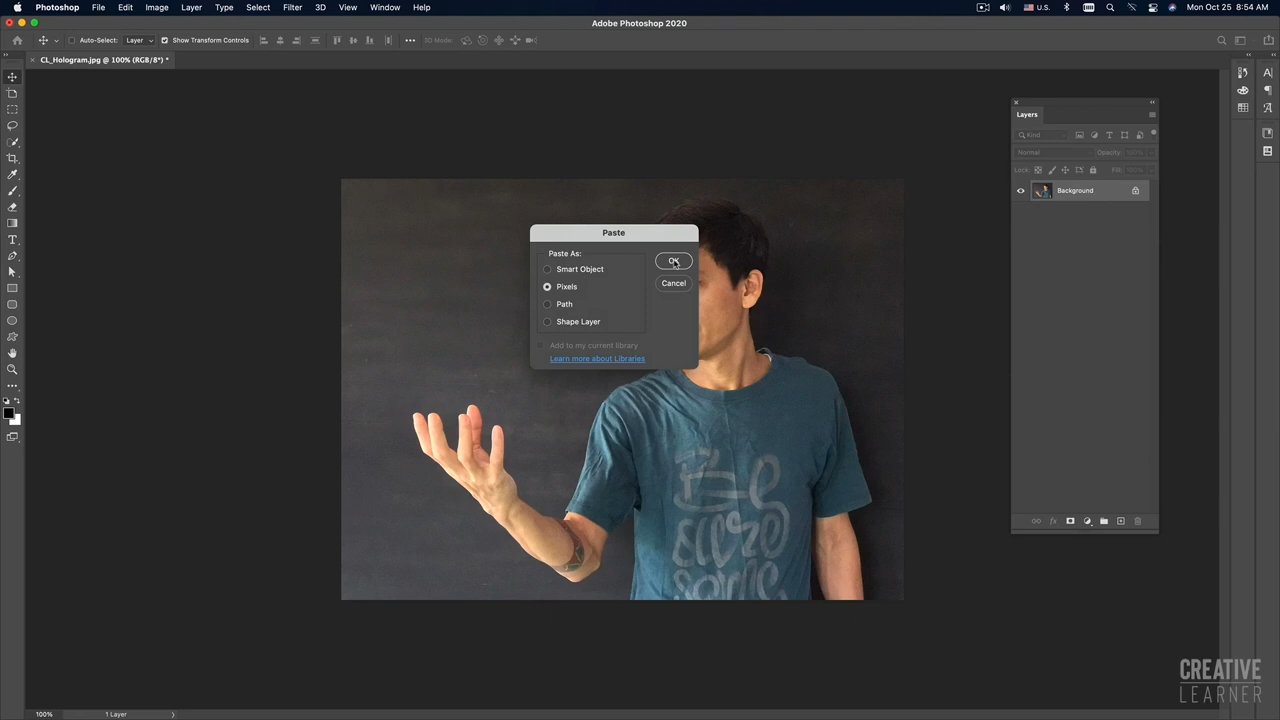 Photoshop File Edit Image Layer Type Select Filter 3D View Window Help U.S. Mon Oct 25 8:54 AM
Adobe Photoshop 2020
Auto-Select: Layer Show Transform Controls 3D Mode:
CL_Hologram.jpg @ 100% (RGB/8*) *
Layers
Kind
Normal Opacity: 100%
Lock: Fill: 100%
Background
Paste
Paste As:
Smart Object
Pixels
Path
Shape Layer
OK
Cancel
Add to my current library
Learn more about Libraries
CREATIVE
LEARNER
100% 1 Layer